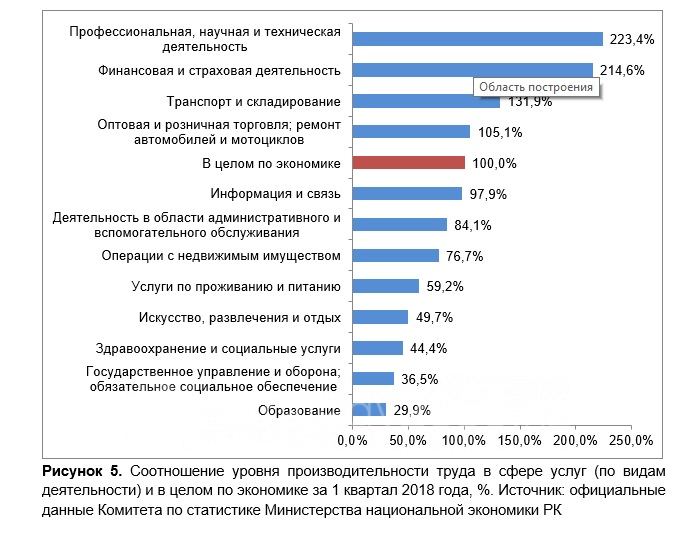 Профессиональная, научная и техническая
деятельность
223,4%
Финансовая и страховая деятельность
214,6%
Область построения
Транспорт и складирование
131,9%
Оптовая и розничная торговля; ремонт
автомобилей и мотоциклов
105,1%
В целом по экономике
100,0%
Информация и связь
97,9%
Деятельность в области административного и
вспомогательного обслуживания
84,1%
Операции с недвижимым имуществом
76,7%
Услуги по проживанию и питанию
59,2%
Искусство, развлечения и отдых
49,7%
Здравоохранение и социальные услуги
44,4%
Государственное управление и оборона;
обязательное социальное обеспечение
36,5%
Образование
29,9%
0,0% 50,0% 100,0% 150,0% 200,0% 250,0%
Рисунок 5. Соотношение уровня производительности труда в сфере услуг (по видам
деятельности) и в целом по экономике за 1 квартал 2018 года, %. Источник: официальные
данные Комитета по статистике Министерства национальной экономики РК